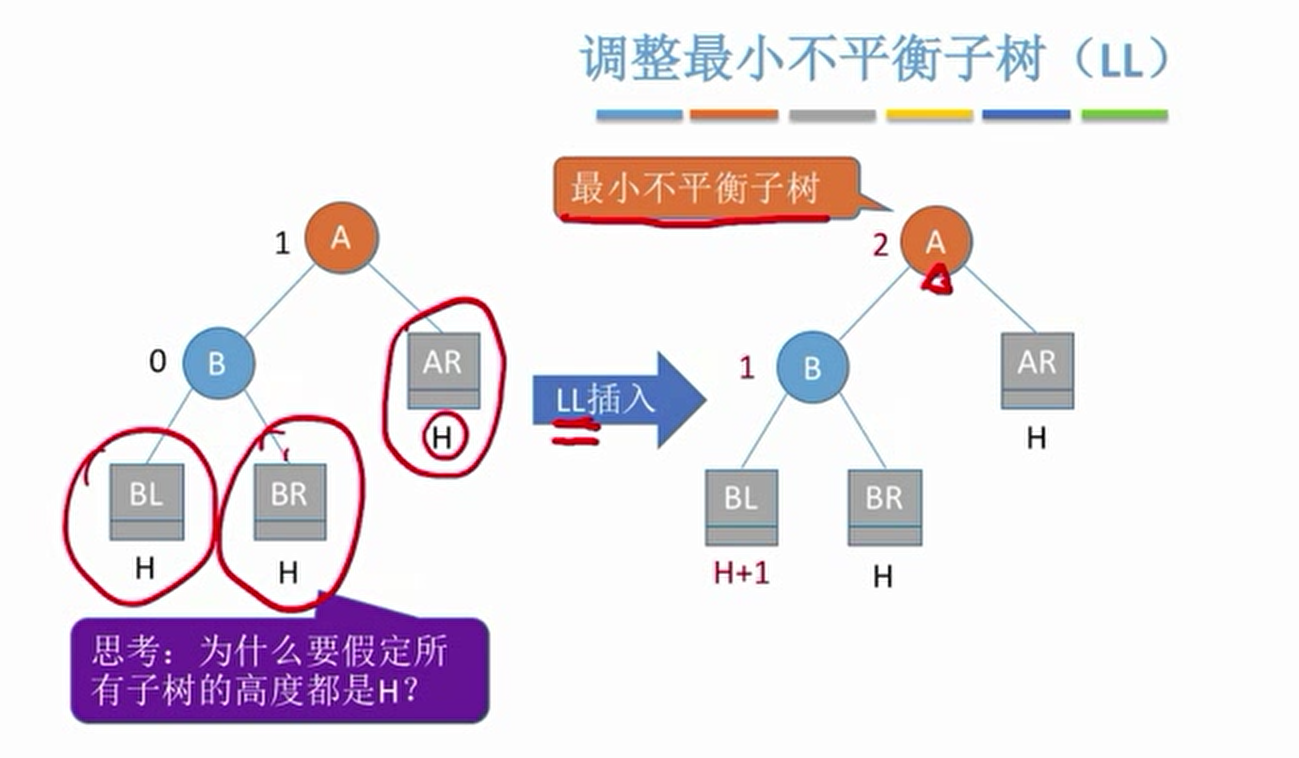 调整最小不平衡子树（LL）
最小不平衡子树
1
A
0
B
AR
H
BL
H
BR
H
LL插入
2
A
1
B
AR
H
BL
H+1
BR
H
思考：为什么要假定所
有子树的高度都是H？